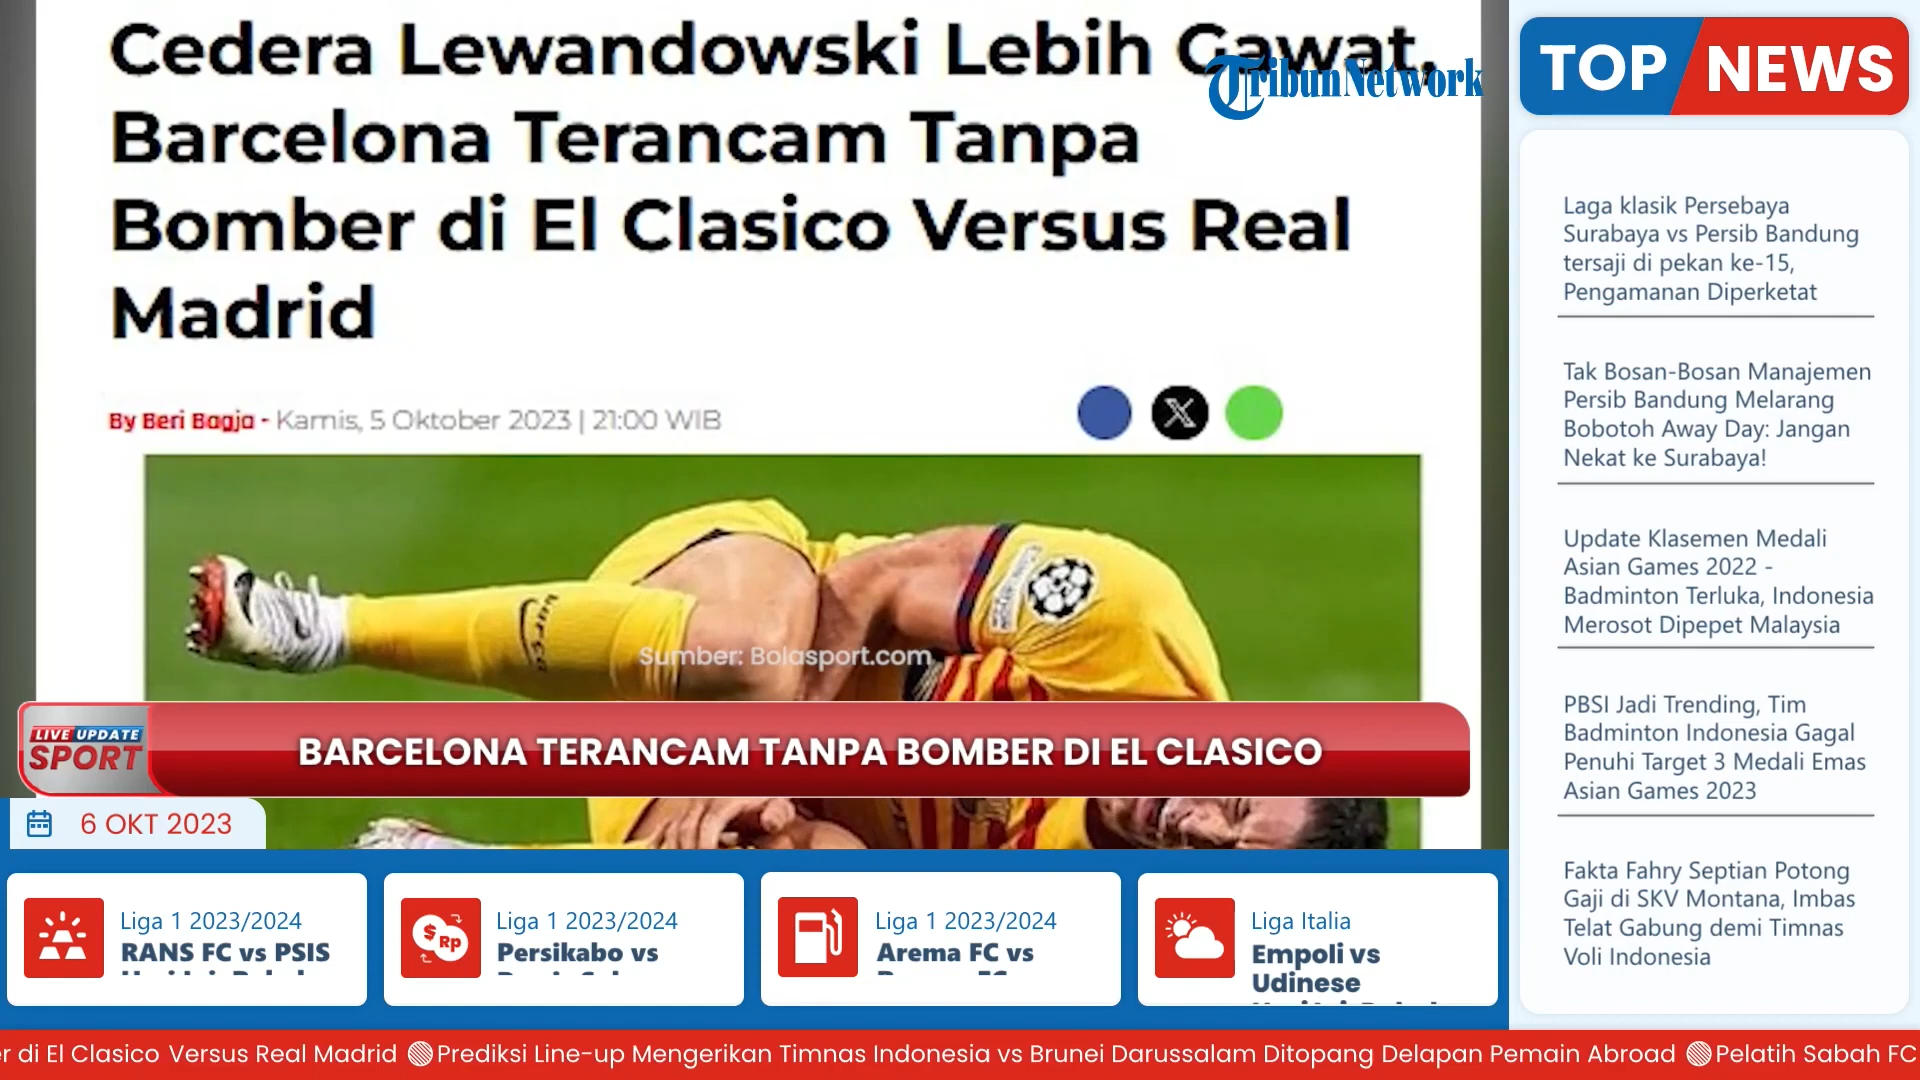 Cedera Lewandowski Lebih Gawat,
Barcelona Terancam Tanpa
Bomber di El Clasico Versus Real
Madrid
TribunNetwork
By Beri Bagja - Kamis, 5 Oktober 2023 | 21:00 WIB
barca
Sumber: Bolasport.com
LIVE UPDATE
SPORT
BARCELONA TERANCAM TANPA BOMBER DI EL CLASICO
6 OKT 2023
TOP NEWS
Laga klasik Persebaya
Surabaya vs Persib Bandung
tersaji di pekan ke-15,
Pengamanan Diperketat
Tak Bosan-Bosan Manajemen
Persib Bandung Melarang
Bobotoh Away Day: Jangan
Nekat ke Surabaya!
Update Klasemen Medali
Asian Games 2022 -
Badminton Terluka, Indonesia
Merosot Dipepet Malaysia
PBSI Jadi Trending, Tim
Badminton Indonesia Gagal
Penuhi Target 3 Medali Emas
Asian Games 2023
Fakta Fahry Septian Potong
Gaji di SKV Montana, Imbas
Telat Gabung demi Timnas
Voli Indonesia
Liga 1 2023/2024
RANS FC vs PSIS
$ Rp
Liga 1 2023/2024
Persikabo vs
Liga 1 2023/2024
Arema FC vs
Liga Italia
Empoli vs
Udinese
r di El Clasico Versus Real Madrid Prediksi Line-up Mengerikan Timnas Indonesia vs Brunei Darussalam Ditopang Delapan Pemain Abroad Pelatih Sabah FC